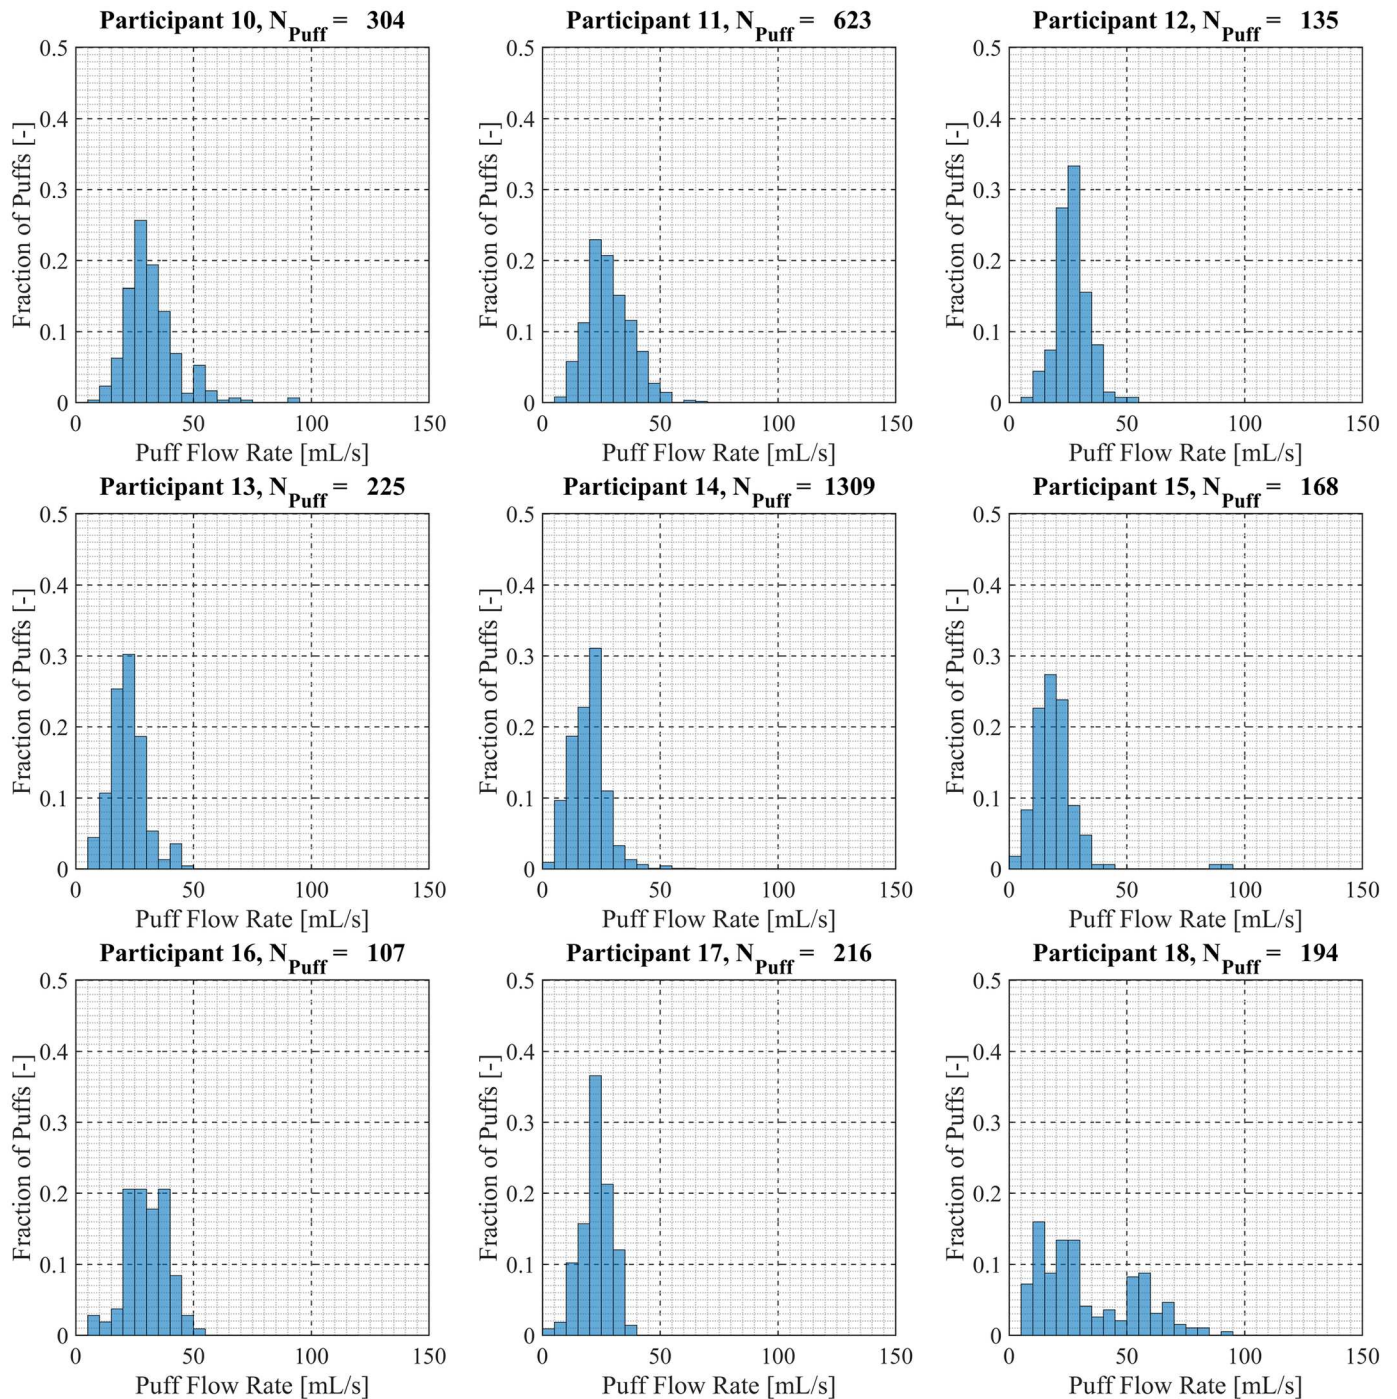 Participant 10, N_Puff = 304
Participant 11, N_Puff = 623
Participant 12, N_Puff = 135
0.5
0.4
0.3
0.2
0.1
0
Fraction of Puffs [-]
0 50 100 150
Puff Flow Rate [mL/s]
0.5
0.4
0.3
0.2
0.1
0
Fraction of Puffs [-]
0 50 100 150
Puff Flow Rate [mL/s]
0.5
0.4
0.3
0.2
0.1
0
Fraction of Puffs [-]
0 50 100 150
Puff Flow Rate [mL/s]
Participant 13, N_Puff = 225
Participant 14, N_Puff = 1309
Participant 15, N_Puff = 168
0.5
0.4
0.3
0.2
0.1
0
Fraction of Puffs [-]
0 50 100 150
Puff Flow Rate [mL/s]
0.5
0.4
0.3
0.2
0.1
0
Fraction of Puffs [-]
0 50 100 150
Puff Flow Rate [mL/s]
0.5
0.4
0.3
0.2
0.1
0
Fraction of Puffs [-]
0 50 100 150
Puff Flow Rate [mL/s]
Participant 16, N_Puff = 107
Participant 17, N_Puff = 216
Participant 18, N_Puff = 194
0.5
0.4
0.3
0.2
0.1
0
Fraction of Puffs [-]
0 50 100 150
Puff Flow Rate [mL/s]
0.5
0.4
0.3
0.2
0.1
0
Fraction of Puffs [-]
0 50 100 150
Puff Flow Rate [mL/s]
0.5
0.4
0.3
0.2
0.1
0
Fraction of Puffs [-]
0 50 100 150
Puff Flow Rate [mL/s]